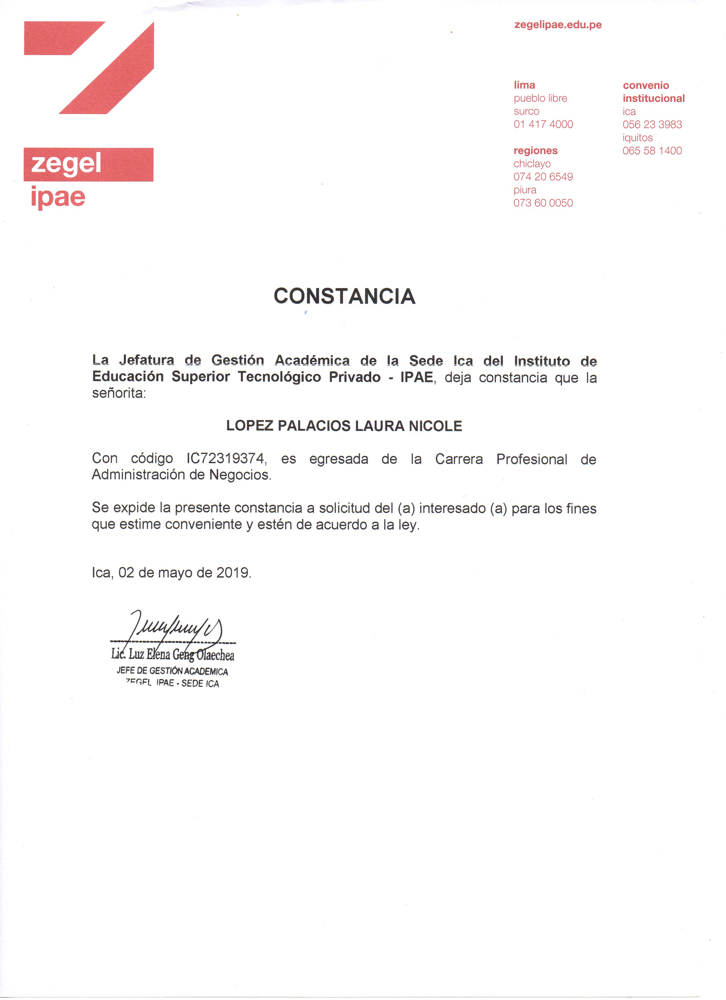 zegelipae.edu.pe
zegel
ipae
lima
pueblo libre
surco
01 417 4000
regiones
chiclayo
074 20 6549
piura
073 60 0050
convenio
institucional
ica
056 23 3983
iquitos
065 58 1400
CONSTANCIA
La Jefatura de Gestión Académica de la Sede Ica del Instituto de
Educación Superior Tecnológico Privado - IPAE, deja constancia que la
señorita:
LOPEZ PALACIOS LAURA NICOLE
Con código IC72319374, es egresada de la Carrera Profesional de
Administración de Negocios.
Se expide la presente constancia a solicitud del (a) interesado (a) para los fines
que estime conveniente y estén de acuerdo a la ley.
Ica, 02 de mayo de 2019.
Lic. Luz Elena Geng Olaechea
JEFE DE GESTIÓN ACADEMICA
ZEGEL IPAE - SEDE ICA